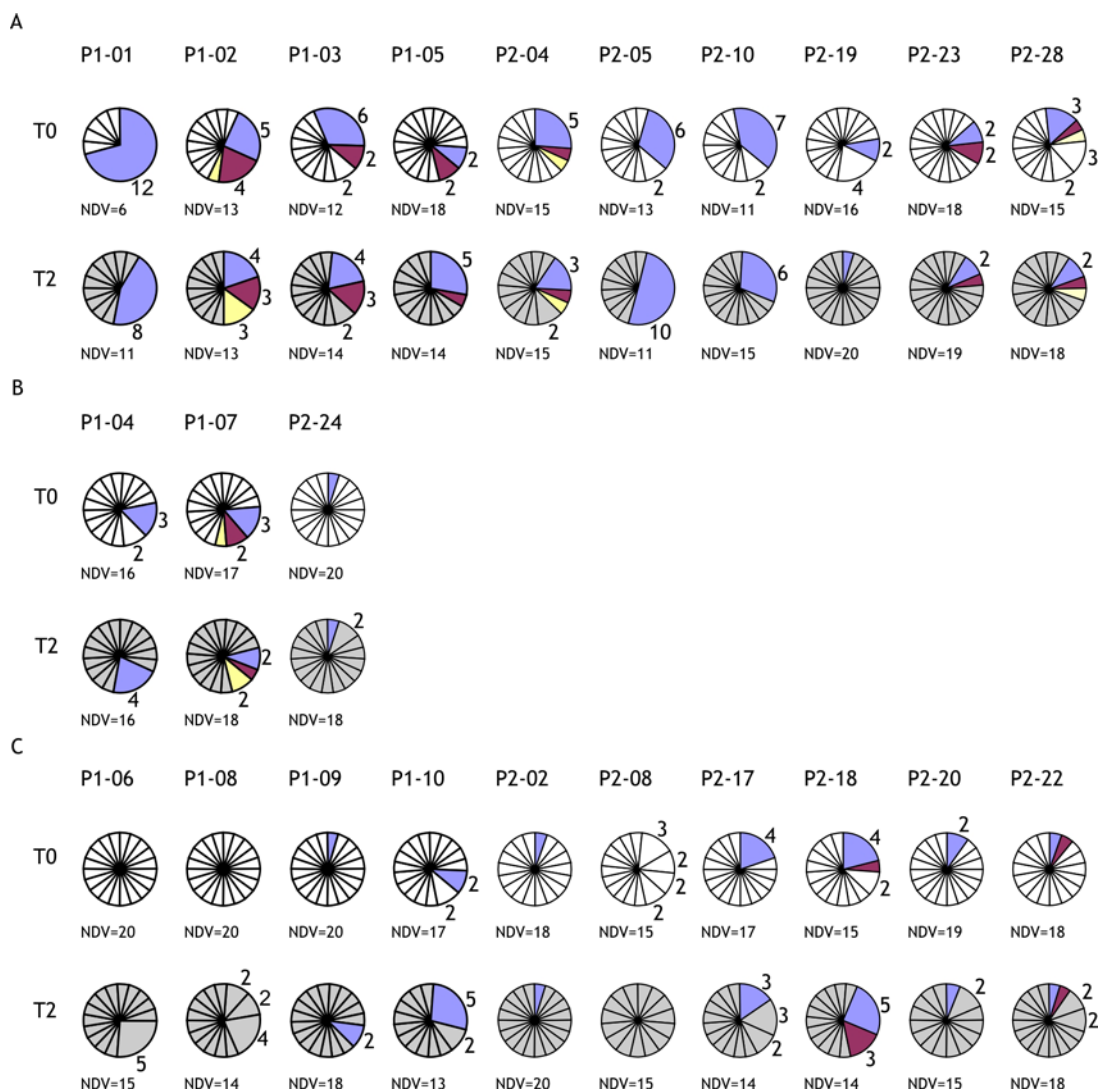 A
P1-01 P1-02 P1-03 P1-05 P2-04 P2-05 P2-10 P2-19 P2-23 P2-28
T0
12 5 4 6 2 2 2 2 5 6 2 7 2 2 4 2 2 3 3 2
NDV=6 NDV=13 NDV=12 NDV=18 NDV=15 NDV=13 NDV=11 NDV=16 NDV=18 NDV=15
T2
8 4 3 3 4 3 2 5 3 2 10 6 2 2
NDV=11 NDV=13 NDV=14 NDV=14 NDV=15 NDV=11 NDV=15 NDV=20 NDV=19 NDV=18
B
P1-04 P1-07 P2-24
T0
3 2 3 2
NDV=16 NDV=17 NDV=20
T2
4 2 2 2
NDV=16 NDV=18 NDV=18
C
P1-06 P1-08 P1-09 P1-10 P2-02 P2-08 P2-17 P2-18 P2-20 P2-22
T0
2 2 3 2 2 2 4 4 2 2
NDV=20 NDV=20 NDV=20 NDV=17 NDV=18 NDV=15 NDV=17 NDV=15 NDV=19 NDV=18
T2
5 2 2 4 2 5 2 3 3 2 5 3 2 2 2
NDV=15 NDV=14 NDV=18 NDV=13 NDV=20 NDV=15 NDV=14 NDV=14 NDV=15 NDV=18